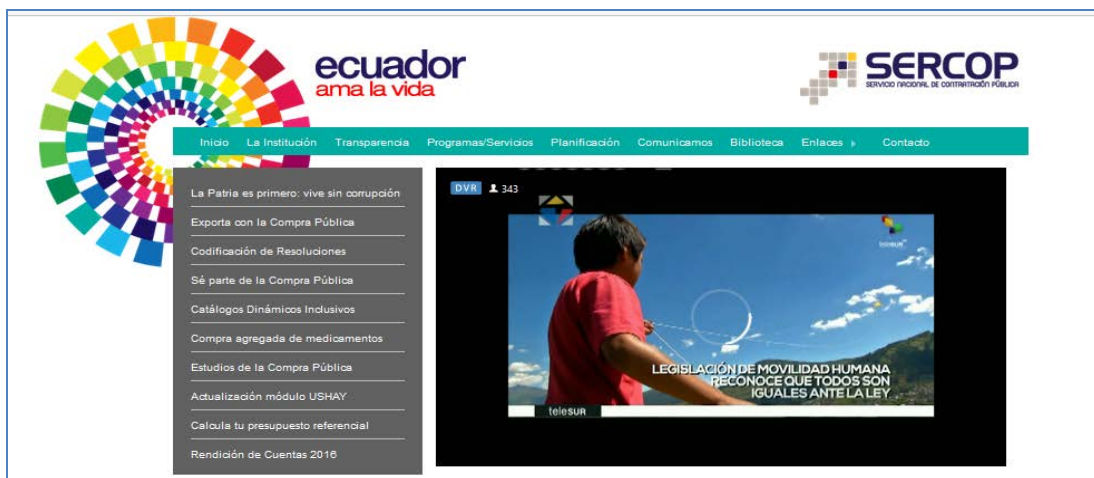 ecuador
ama la vida
SERCOP
SERVICIO NACIONAL DE CONTRATACIÓN PÚBLICA
Inicio La Institución Transparencia Programas/Servicios Planificación Comunicamos Biblioteca Enlaces Contacto
La Patria es primero: vive sin corrupción
Exporta con la Compra Pública
Codificación de Resoluciones
Sé parte de la Compra Pública
Catálogos Dinámicos Inclusivos
Compra agregada de medicamentos
Estudios de la Compra Pública
Actualización módulo USHAY
Calcula tu presupuesto referencial
Rendición de Cuentas 2016
DVR 343
telesur
LEGISLACIÓN DE MOVILIDAD HUMANA
RECONOCE QUE TODOS SON
IGUALES ANTE LA LEY
teleSUR